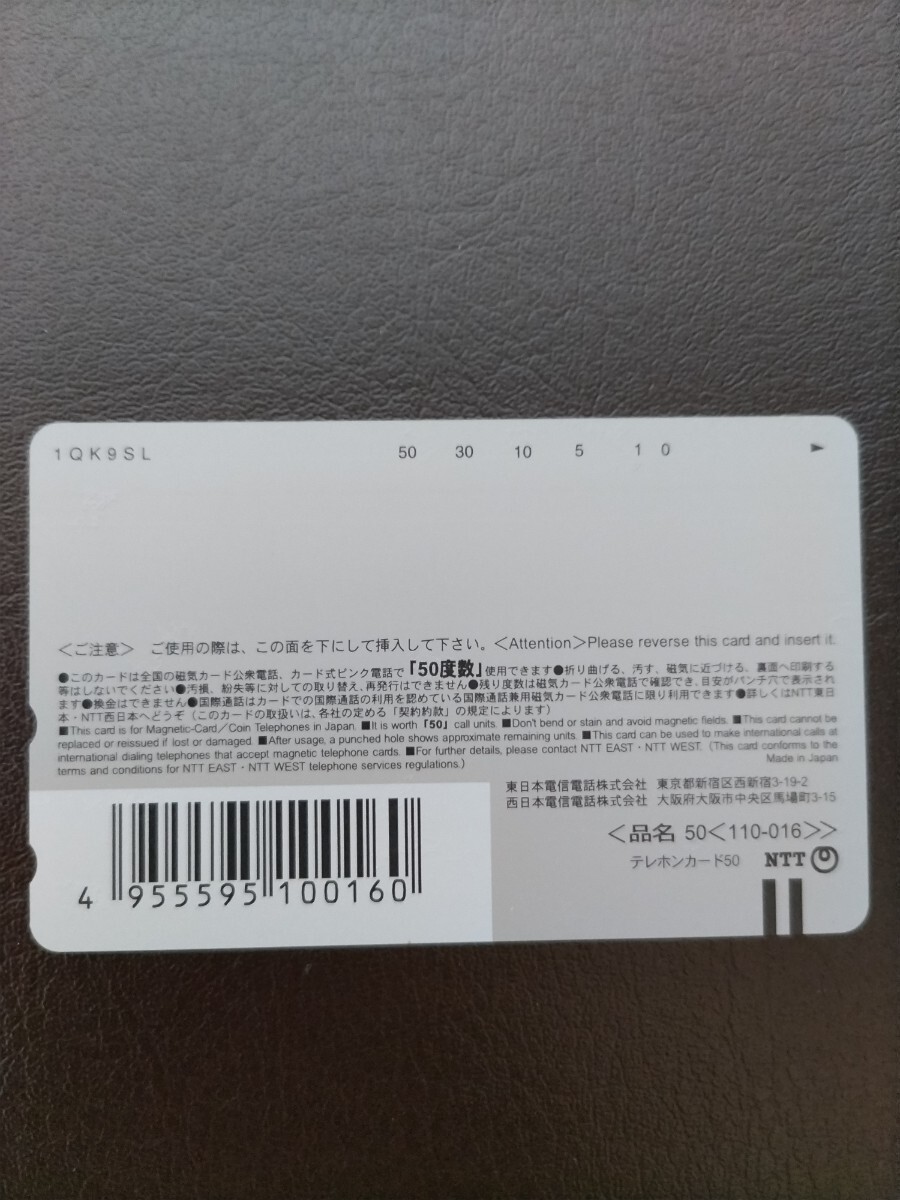 1QK9SL 50 30 10 5 1 0 ►
＜ご注意＞ ご使用の際は、この面を下にして挿入して下さい。＜Attention＞Please reverse this card and insert it.
●このカードは全国の磁気カード公衆電話、カード式ピンク電話で「50度数」使用できます●折り曲げる、汚す、磁気に近づける、裏面へ印刷する
等はしないでください●汚損、紛失等に対しての取り替え、再発行はできません●残り度数は磁気カード公衆電話で確認でき、目安がパンチ穴で表示され
ます●換金はできません●国際通話はカードでの国際通話の利用を認めている国際通話兼用磁気カード公衆電話に限り利用できます●詳しくはNTT東日
本・NTT西日本へどうぞ（このカードの取扱いは、各社の定める「契約約款」の規定によります）
■This card is for Magnetic-Card／Coin Telephones in Japan. ■It is worth「50」call units. ■Don't bend or stain and avoid magnetic fields. ■This card cannot be
replaced or reissued if lost or damaged. ■After usage, a punched hole shows approximate remaining units. ■This card can be used to make international calls at
international dialing telephones that accept magnetic telephone cards. ■For further details, please contact NTT EAST・NTT WEST. (This card conforms to the
terms and conditions for NTT EAST・NTT WEST telephone services regulations.)
Made in Japan
東日本電信電話株式会社 東京都新宿区西新宿3-19-2
西日本電信電話株式会社 大阪府大阪市中央区馬場町3-15
＜品名 50＜110-016＞＞
テレホンカード50 NTT
4 955595 100160